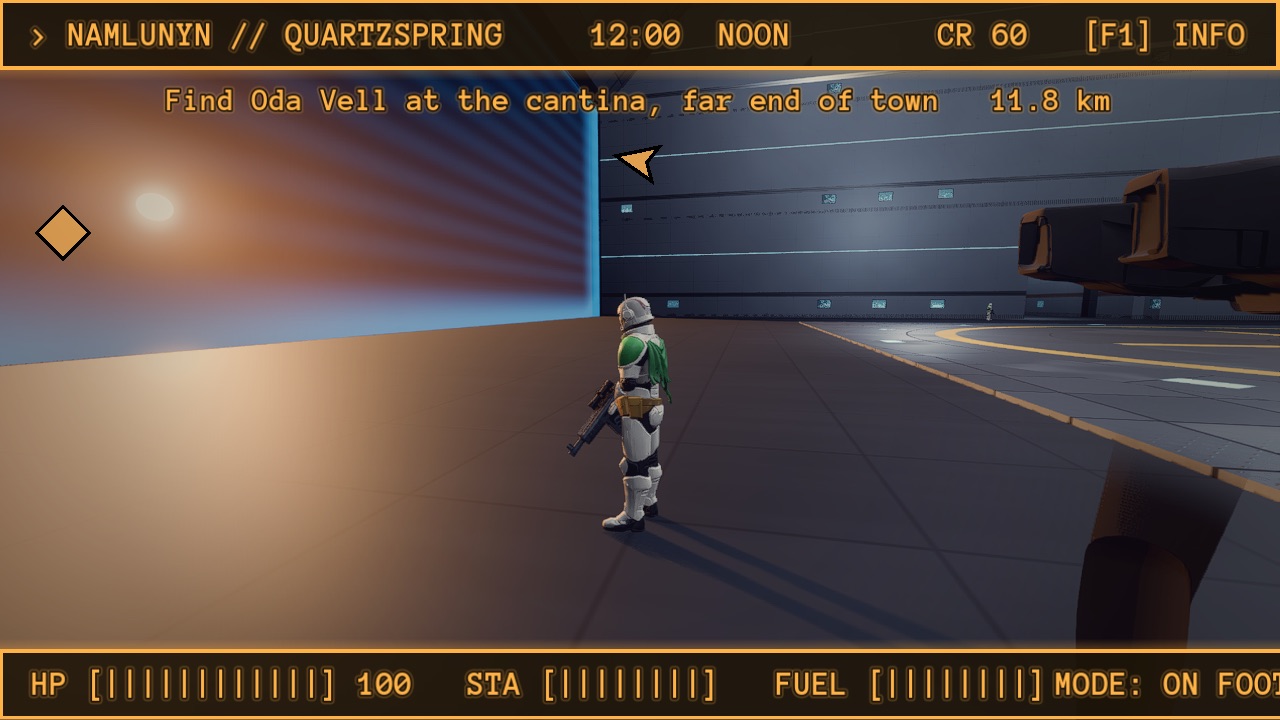 > NAMLUNYN // QUARTZSPRING 12:00 NOON CR 60 [F1] INFO
Find Oda Vell at the cantina, far end of town 11.8 km
HP [||||||||||||] 100 STA [||||||||] FUEL [||||||||] MODE: ON FOOT